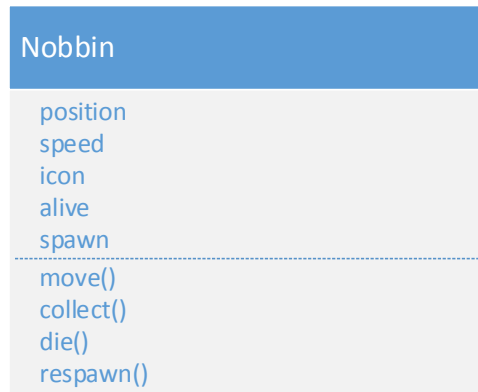 Nobbin
position
speed
icon
alive
spawn
move()
collect()
die()
respawn()